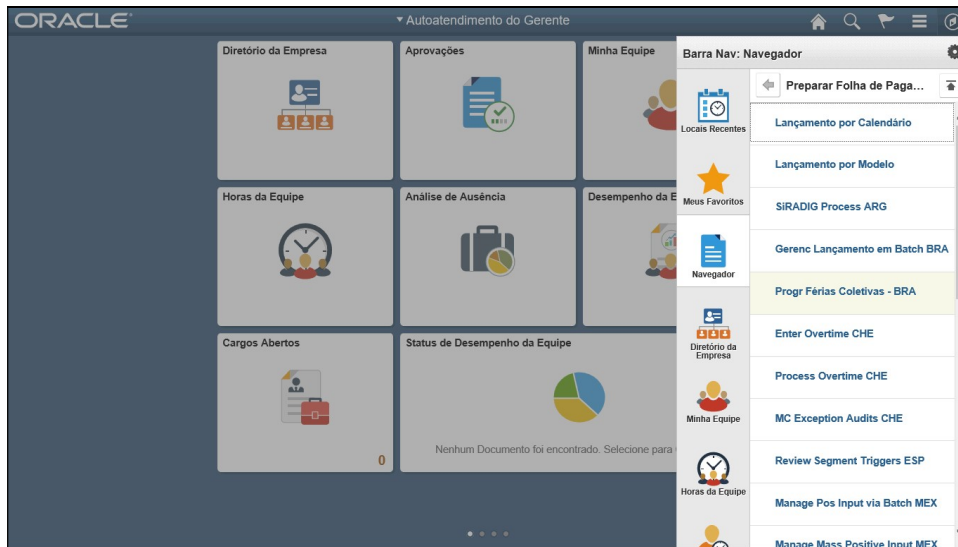 ORACLE
Autoatendimento do Gerente
Diretório da Empresa
Aprovações
Minha Equipe
Horas da Equipe
Análise de Ausência
Desempenho da E
Cargos Abertos
0
Status de Desempenho da Equipe
Nenhum Documento foi encontrado. Selecione para
Barra Nav: Navegador
Locais Recentes
Meus Favoritos
Navegador
Diretório da
Empresa
Minha Equipe
Horas da Equipe
Preparar Folha de Paga...
Lançamento por Calendário
Lançamento por Modelo
SiRADIG Process ARG
Gerenc Lançamento em Batch BRA
Progr Férias Coletivas - BRA
Enter Overtime CHE
Process Overtime CHE
MC Exception Audits CHE
Review Segment Triggers ESP
Manage Pos Input via Batch MEX
Manage Mass Positive Input MEX